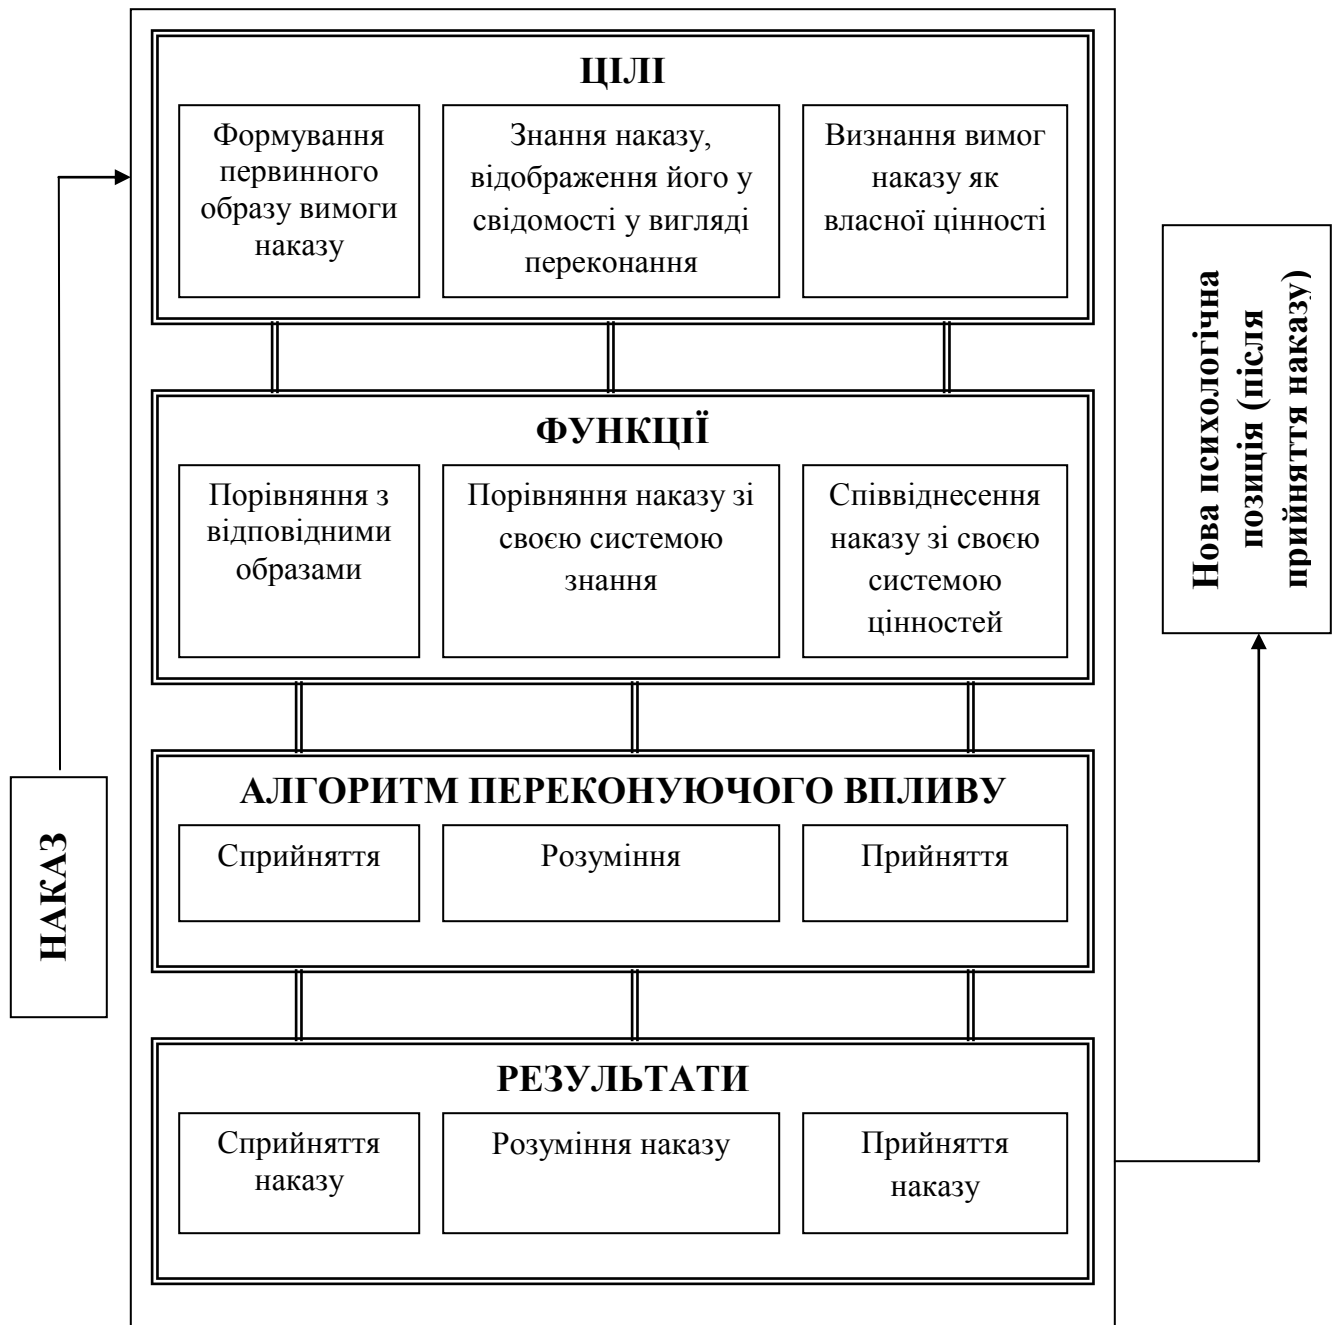 ЦІЛІ
Формування
первинного
образу вимоги
наказу
Знання наказу,
відображення його у
свідомості у вигляді
переконання
Визнання вимог
наказу як
власної цінності
ФУНКЦІЇ
Порівняння з
відповідними
образами
Порівняння наказу зі
своєю системою
знання
Співвіднесення
наказу зі своєю
системою
цінностей
АЛГОРИТМ ПЕРЕКОНУЮЧОГО ВПЛИВУ
Сприйняття
Розуміння
Прийняття
РЕЗУЛЬТАТИ
Сприйняття
наказу
Розуміння наказу
Прийняття
наказу
НАКАЗ
Нова психологічна
позиція (після
прийняття наказу)